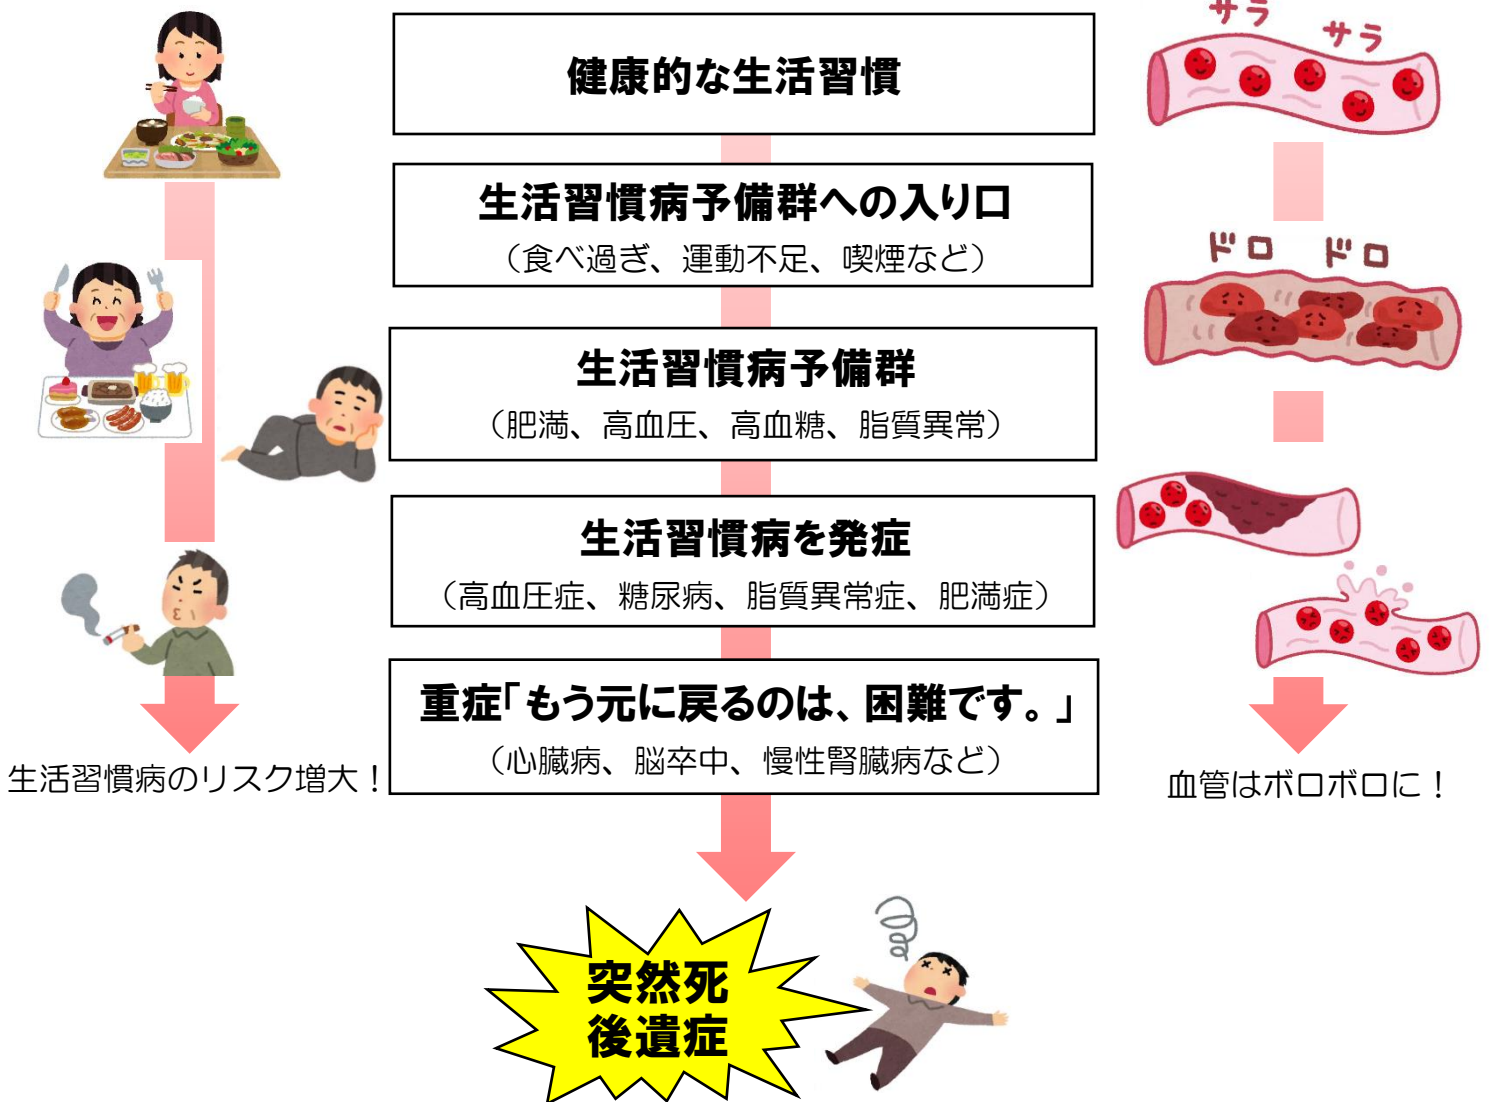 サラ
サラ
健康的な生活習慣
生活習慣病予備群への入り口
（食べ過ぎ、運動不足、喫煙など）
ドロ ドロ
生活習慣病予備群
（肥満、高血圧、高血糖、脂質異常）
生活習慣病を発症
（高血圧症、糖尿病、脂質異常症、肥満症）
重症「もう元に戻るのは、困難です。」
（心臓病、脳卒中、慢性腎臓病など）
生活習慣病のリスク増大！
血管はボロボロに！
突然死
後遺症